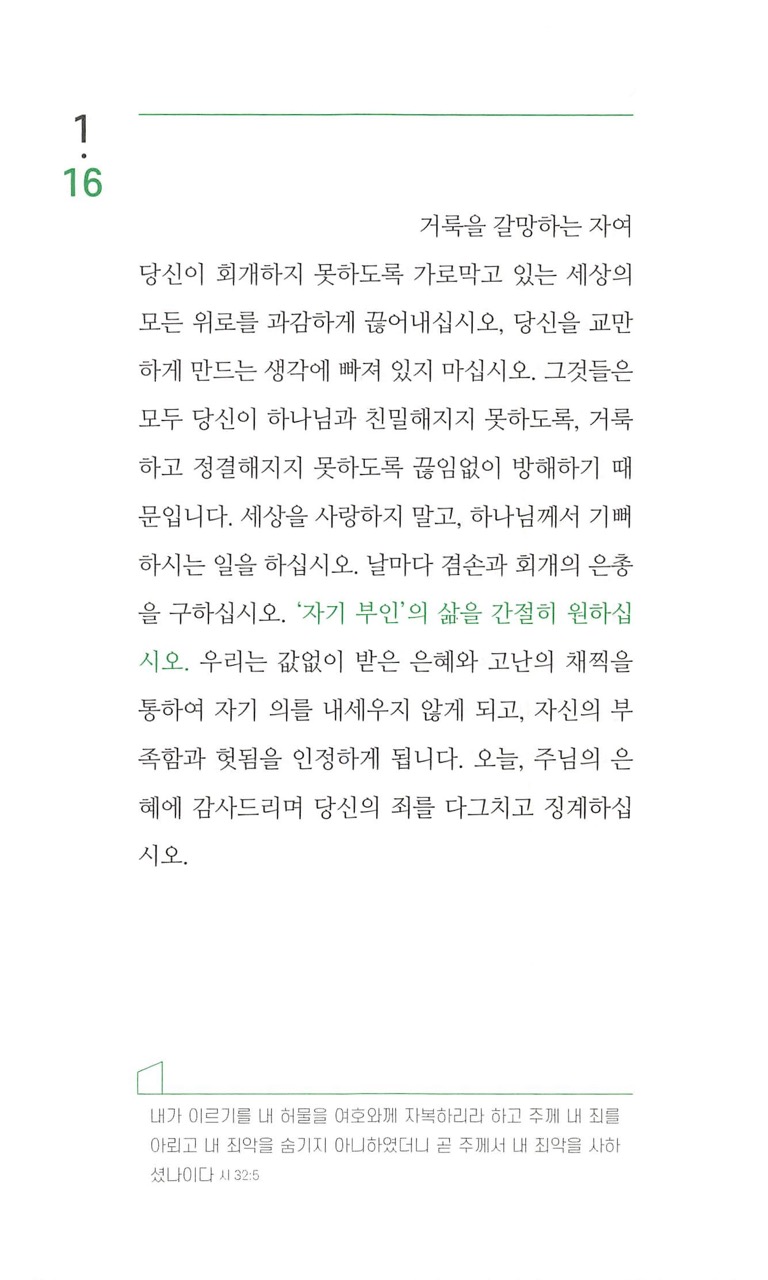 1
·
16
거룩을 갈망하는 자여
당신이 회개하지 못하도록 가로막고 있는 세상의
모든 위로를 과감하게 끊어내십시오, 당신을 교만
하게 만드는 생각에 빠져 있지 마십시오. 그것들은
모두 당신이 하나님과 친밀해지지 못하도록, 거룩
하고 정결해지지 못하도록 끊임없이 방해하기 때
문입니다. 세상을 사랑하지 말고, 하나님께서 기뻐
하시는 일을 하십시오. 날마다 겸손과 회개의 은총
을 구하십시오. ‘자기 부인’의 삶을 간절히 원하십
시오. 우리는 값없이 받은 은혜와 고난의 채찍을
통하여 자기 의를 내세우지 않게 되고, 자신의 부
족함과 헛됨을 인정하게 됩니다. 오늘, 주님의 은
혜에 감사드리며 당신의 죄를 다그치고 징계하십
시오.
내가 이르기를 내 허물을 여호와께 자복하리라 하고 주께 내 죄를
아뢰고 내 죄악을 숨기지 아니하였더니 곧 주께서 내 죄악을 사하
셨나이다 시 32:5